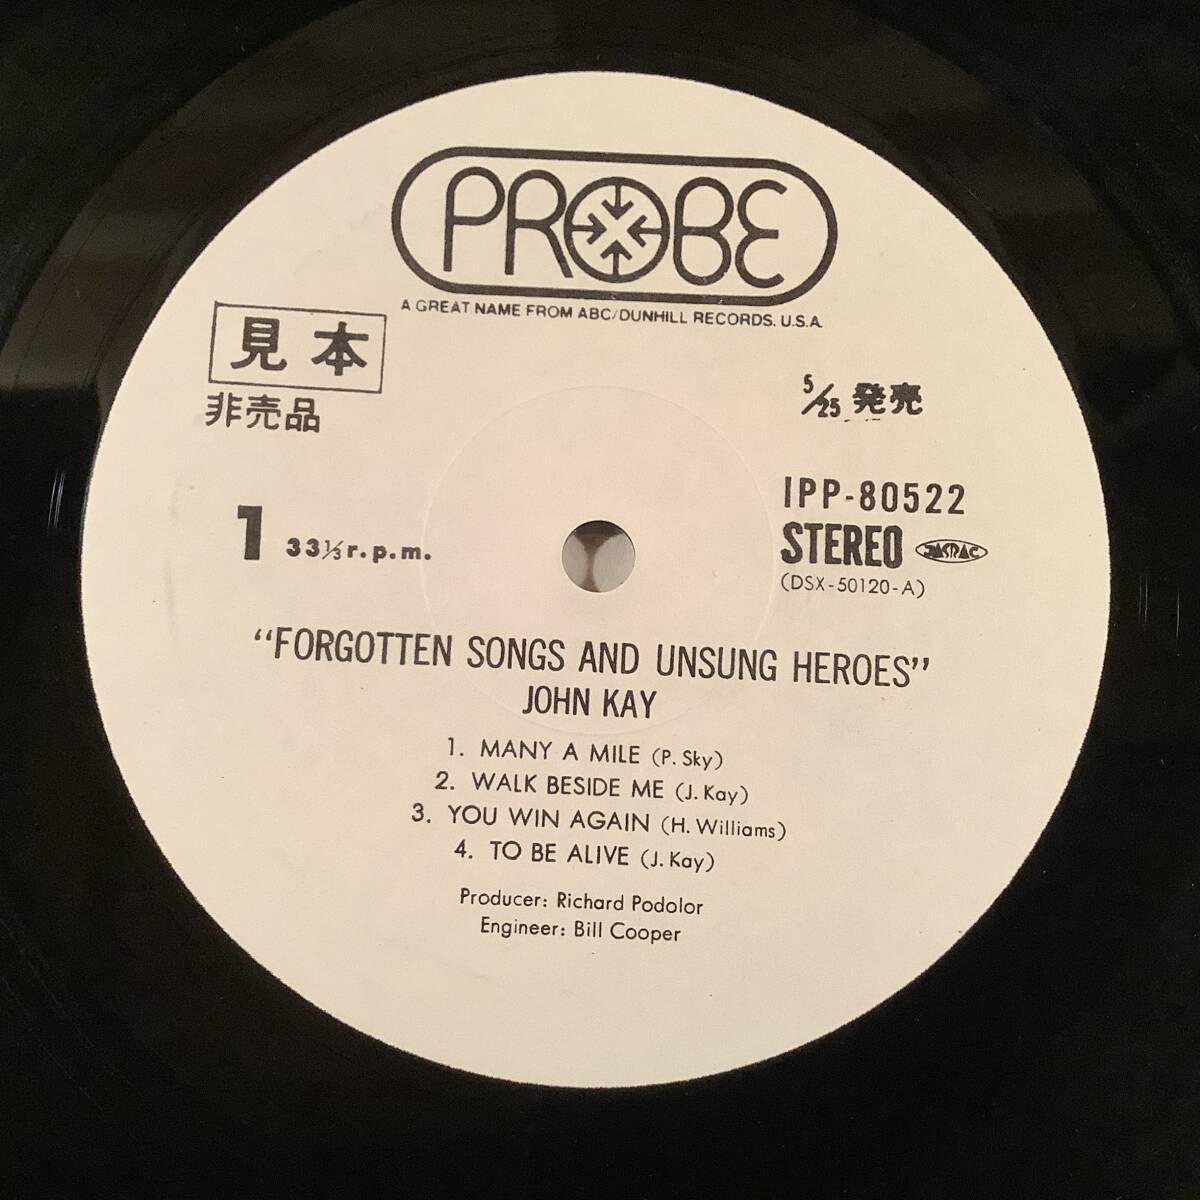 PROBE
A GREAT NAME FROM ABC/DUNHILL RECORDS. U.S.A.
見本
非売品
5/25 発売
IPP-80522
1 33⅓ r.p.m.
STEREO JASRAC
(DSX-50120-A)
“FORGOTTEN SONGS AND UNSUNG HEROES”
JOHN KAY
1. MANY A MILE (P. Sky)
2. WALK BESIDE ME (J. Kay)
3. YOU WIN AGAIN (H. Williams)
4. TO BE ALIVE (J. Kay)
Producer: Richard Podolor
Engineer: Bill Cooper